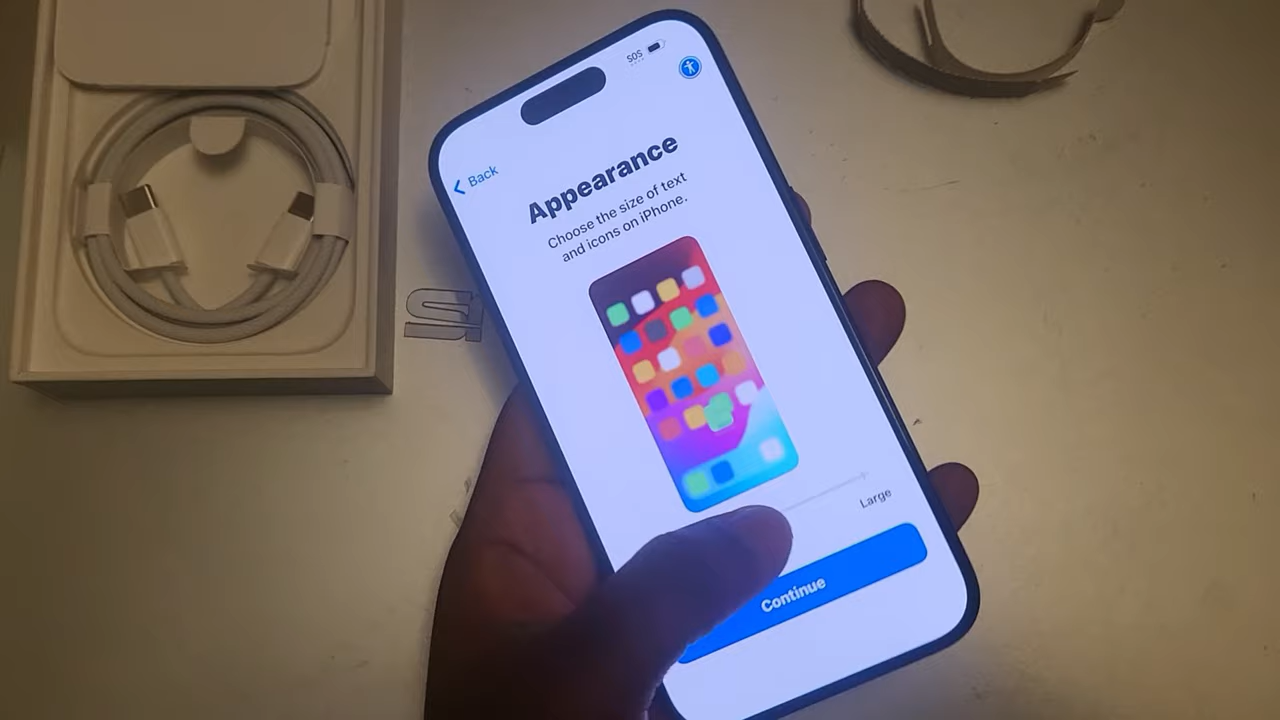 SOS
Back
Appearance
Choose the size of text
and icons on iPhone.
Large
Continue